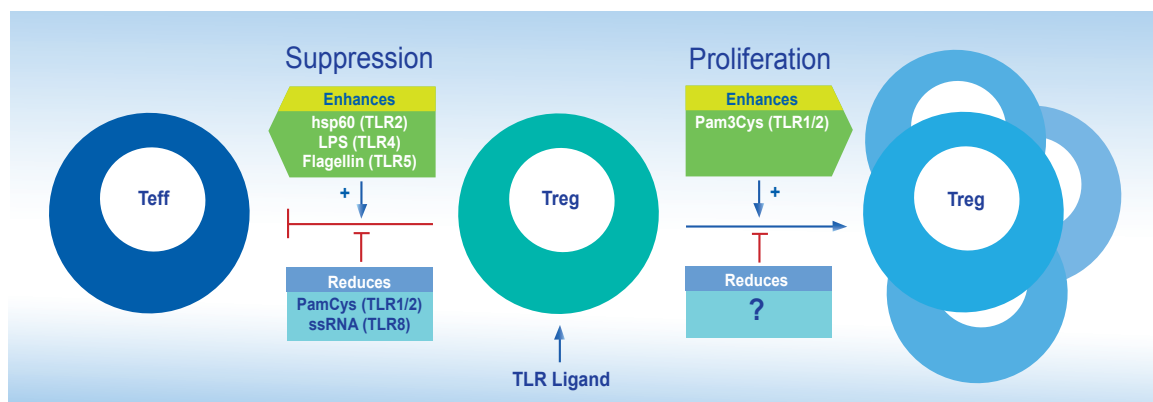 Suppression
Enhances
hsp60 (TLR2)
LPS (TLR4)
Flagellin (TLR5)
+
Teff
Reduces
PamCys (TLR1/2)
ssRNA (TLR8)
Treg
TLR Ligand
Proliferation
Enhances
Pam3Cys (TLR1/2)
+
Reduces
?
Treg